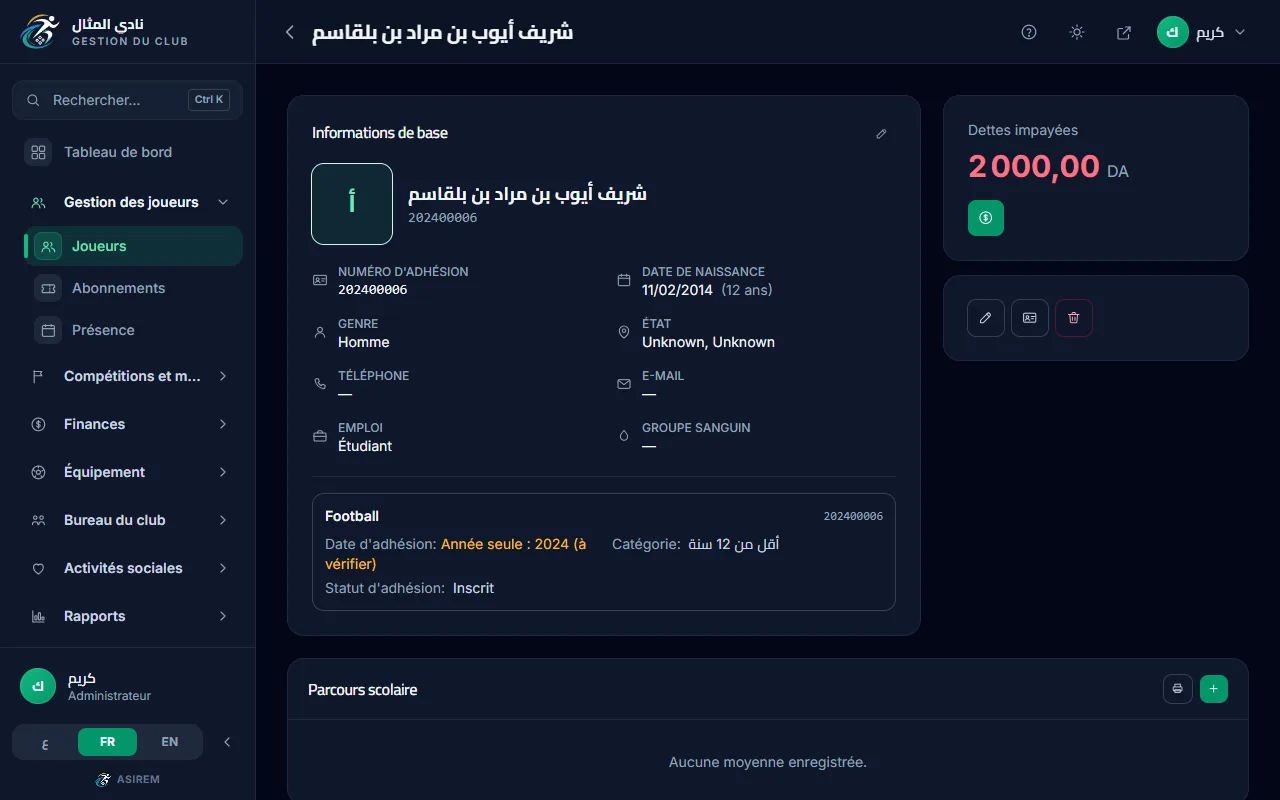 نادي المثال
GESTION DU CLUB
Rechercher...
Ctrl K
Tableau de bord
Gestion des joueurs
Joueurs
Abonnements
Présence
Compétitions et m...
Finances
Équipement
Bureau du club
Activités sociales
Rapports
كريم
ك
Administrateur
ع
FR
EN
ASIREM
شريف أيوب بن مراد بن بلقاسم
ك
كريم
Informations de base
أ
شريف أيوب بن مراد بن بلقاسم
202400006
NUMÉRO D'ADHÉSION
202400006
DATE DE NAISSANCE
11/02/2014 (12 ans)
GENRE
Homme
ÉTAT
Unknown, Unknown
TÉLÉPHONE
—
E-MAIL
—
EMPLOI
Étudiant
GROUPE SANGUIN
—
Football
202400006
Date d'adhésion: Année seule : 2024 (à
vérifier)
Catégorie: أقل من 12 سنة
Statut d'adhésion: Inscrit
Dettes impayées
2 000,00 DA
Parcours scolaire
Aucune moyenne enregistrée.